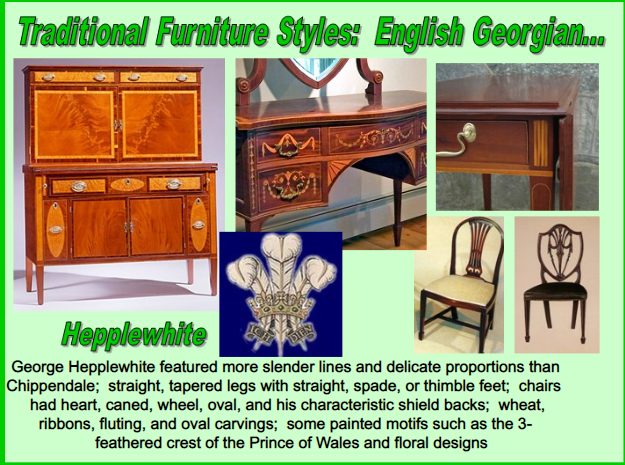 Traditional Furniture Styles:  English Georgian...
Hepplewhite
George Hepplewhite featured more slender lines and delicate proportions than
Chippendale;  straight, tapered legs with straight, spade, or thimble feet;  chairs
had heart, caned, wheel, oval, and his characteristic shield backs;  wheat,
ribbons, fluting, and oval carvings;  some painted motifs such as the 3-
feathered crest of the Prince of Wales and floral designs